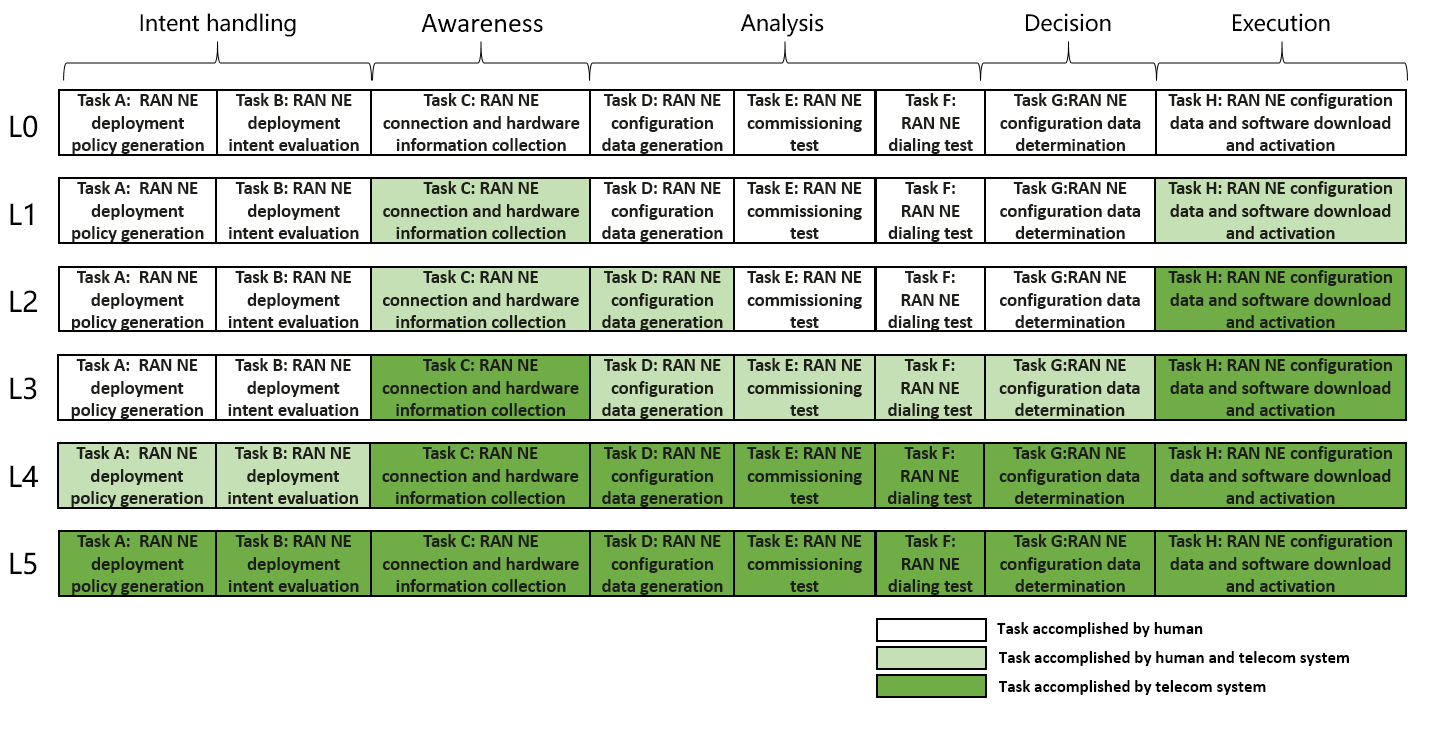 Intent handling Awareness Analysis Decision Execution
L0
Task A:  RAN NE deployment policy generation
Task B: RAN NE deployment intent evaluation
Task C: RAN NE connection and hardware information collection
Task D: RAN NE configuration data generation
Task E: RAN NE commissioning test
Task F: RAN NE dialing test
Task G:RAN NE configuration data determination
Task H: RAN NE configuration data and software download and activation
L1
Task A:  RAN NE deployment policy generation
Task B: RAN NE deployment intent evaluation
Task C: RAN NE connection and hardware information collection
Task D: RAN NE configuration data generation
Task E: RAN NE commissioning test
Task F: RAN NE dialing test
Task G:RAN NE configuration data determination
Task H: RAN NE configuration data and software download and activation
L2
Task A:  RAN NE deployment policy generation
Task B: RAN NE deployment intent evaluation
Task C: RAN NE connection and hardware information collection
Task D: RAN NE configuration data generation
Task E: RAN NE commissioning test
Task F: RAN NE dialing test
Task G:RAN NE configuration data determination
Task H: RAN NE configuration data and software download and activation
L3
Task A:  RAN NE deployment policy generation
Task B: RAN NE deployment intent evaluation
Task C: RAN NE connection and hardware information collection
Task D: RAN NE configuration data generation
Task E: RAN NE commissioning test
Task F: RAN NE dialing test
Task G:RAN NE configuration data determination
Task H: RAN NE configuration data and software download and activation
L4
Task A:  RAN NE deployment policy generation
Task B: RAN NE deployment intent evaluation
Task C: RAN NE connection and hardware information collection
Task D: RAN NE configuration data generation
Task E: RAN NE commissioning test
Task F: RAN NE dialing test
Task G:RAN NE configuration data determination
Task H: RAN NE configuration data and software download and activation
L5
Task A:  RAN NE deployment policy generation
Task B: RAN NE deployment intent evaluation
Task C: RAN NE connection and hardware information collection
Task D: RAN NE configuration data generation
Task E: RAN NE commissioning test
Task F: RAN NE dialing test
Task G:RAN NE configuration data determination
Task H: RAN NE configuration data and software download and activation
Task accomplished by human
Task accomplished by human and telecom system
Task accomplished by telecom system